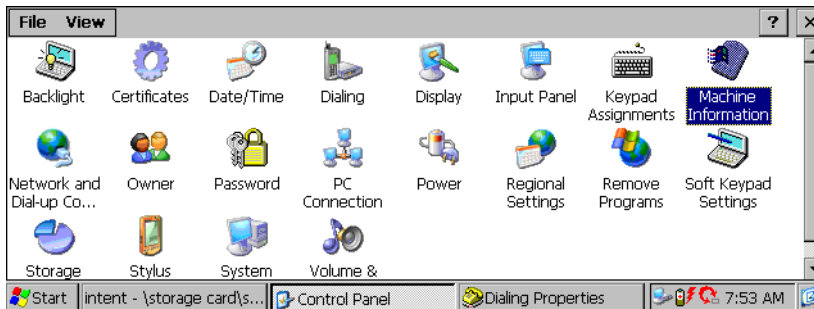 File View ?
Backlight Certificates Date/Time Dialing Display Input Panel Keypad Assignments Machine Information
Network and Dial-up Co... Owner Password PC Connection Power Regional Settings Remove Programs Soft Keypad Settings
Storage Stylus System Volume &
Start intent - \storage card\s... Control Panel Dialing Properties 7:53 AM